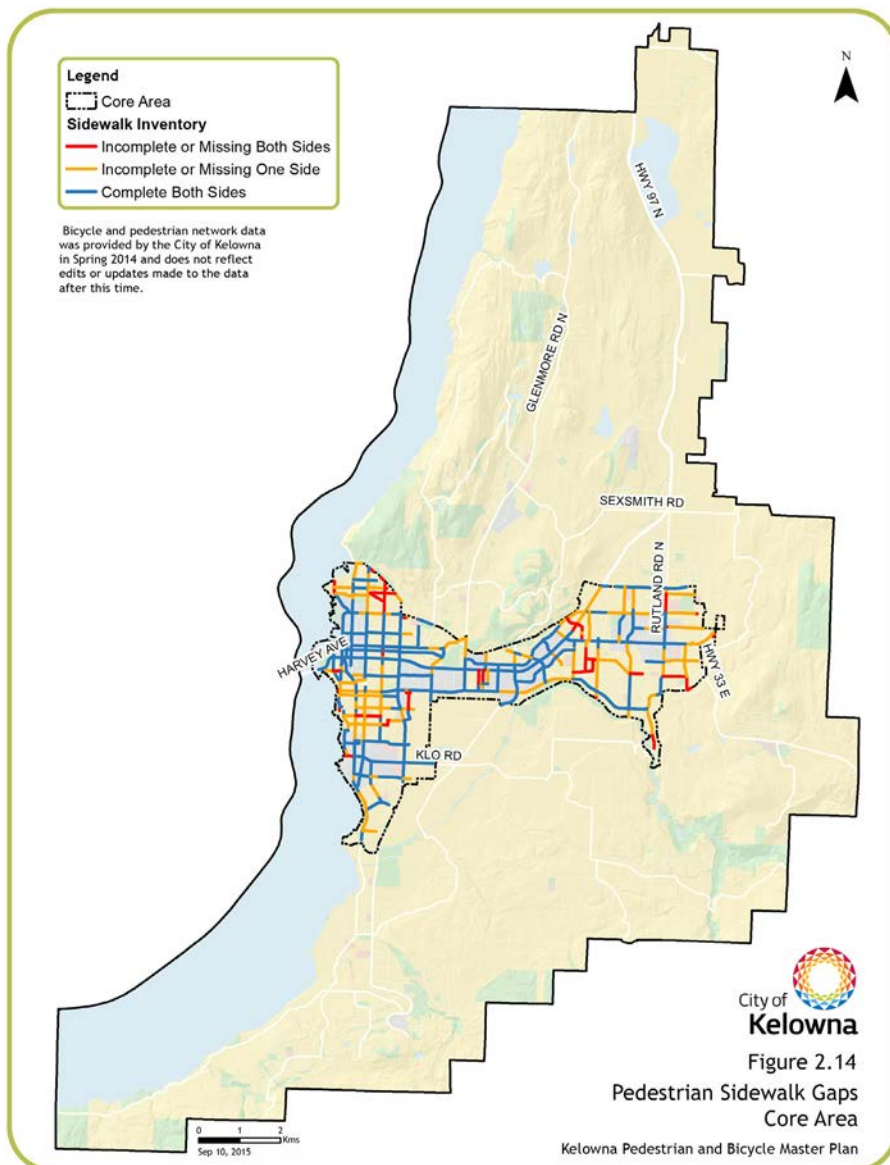 Legend
Core Area
Sidewalk Inventory
Incomplete or Missing Both Sides
Incomplete or Missing One Side
Complete Both Sides
Bicycle and pedestrian network data
was provided by the City of Kelowna
in Spring 2014 and does not reflect
edits or updates made to the data
after this time.
N
HWY 97 N
GLENMORE RD N
SEXSMITH RD
RUTLAND RD N
HARVEY AVE
HWY 33 E
KLO RD
City of
Kelowna
Figure 2.14
Pedestrian Sidewalk Gaps
Core Area
Kelowna Pedestrian and Bicycle Master Plan
0 1 2
Kms
Sep 10, 2015